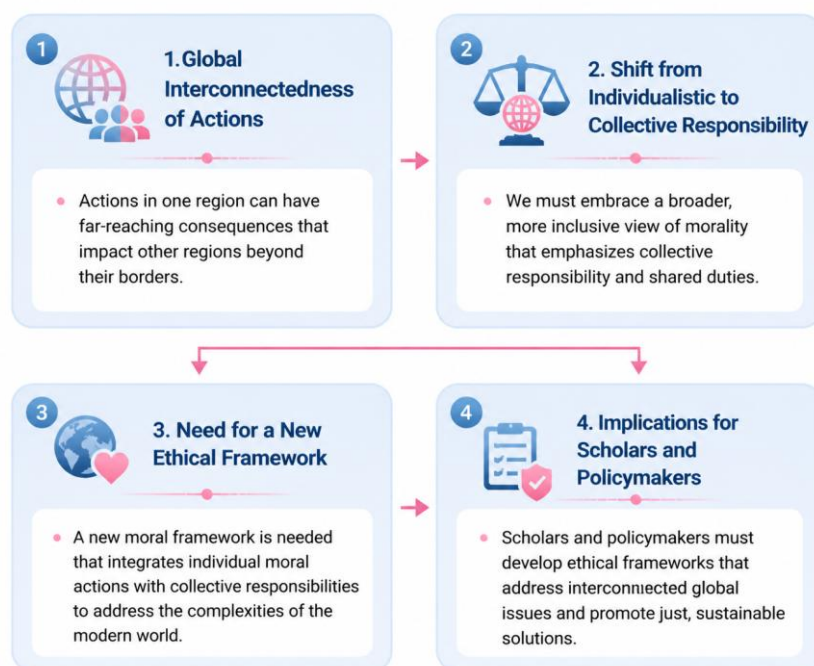 1
1.Global
Interconnectedness
of Actions
Actions in one region can have
far-reaching consequences that
impact other regions beyond
their borders.
2
2. Shift from
Individualistic to
Collective Responsibility
We must embrace a broader,
more inclusive view of morality
that emphasizes collective
responsibility and shared duties.
3
3. Need for a New
Ethical Framework
A new moral framework is needed
that integrates individual moral
actions with collective responsibilities
to address the complexities of the
modern world.
4
4. Implications for
Scholars and
Policymakers
Scholars and policymakers must
develop ethical frameworks that
address interconnected global
issues and promote just, sustainable
solutions.